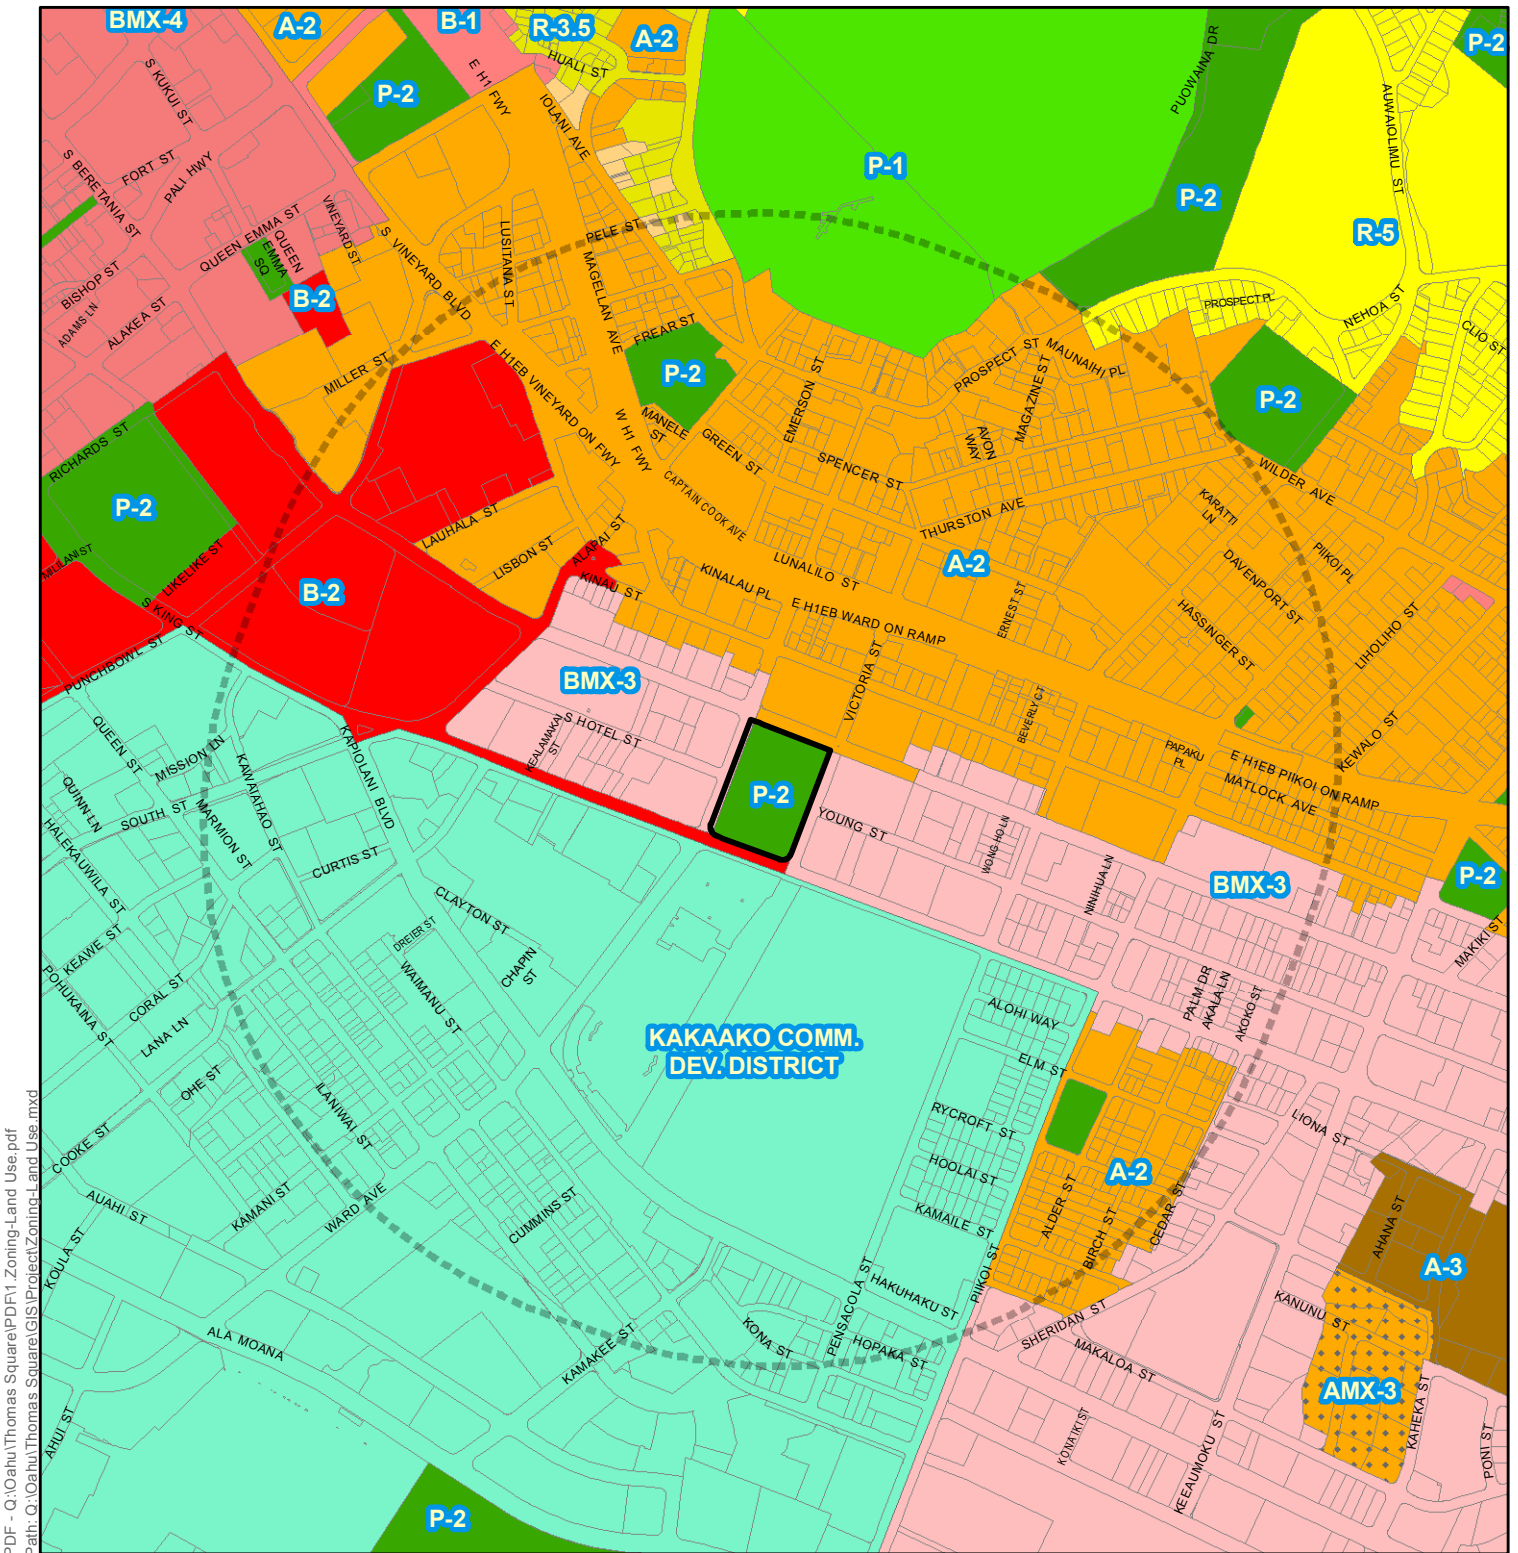 BMX-4
A-2
B-1
R-3.5
A-2
P-2
HUALI ST
S KUKUI ST
E H1 FWY
P-2
IOLANI AVE
PUOWAINA DR
AUWAIOLIMU ST
S BERETANIA ST
FORT ST
PALI HWY
P-1
P-2
R-5
QUEEN EMMA ST
VINEYARD ST
QUEEN
EMMA
SQ
LUSITANA ST
PELE ST
S VINEYARD BLVD
MAGELLAN AVE
BISHOP ST
ADAMS LN
ALAKEA ST
B-2
PROSPECT PL
NEHOA ST
CLIO ST
FREAR ST
MILLER ST
E H1EB VINEYARD ON FWY
P-2
EMERSON ST
PROSPECT ST
MAUNAIHI PL
MAGAZINE ST
P-2
RICHARDS ST
W H1 FWY
MANELE
ST
GREEN ST
AVON
WAY
SPENCER ST
WILDER AVE
P-2
CAPTAIN COOK AVE
THURSTON AVE
KARATTI
LN
LAUHALA ST
LISBON ST
ALAPAI ST
MILILANI ST
LIKELIKE ST
B-2
KINAU ST
KINALAU PL
LUNALILO ST
A-2
PIIKOI PL
DAVENPORT ST
E H1EB WARD ON RAMP
ERNEST ST
HASSINGER ST
LIHOLIHO ST
S KING ST
PUNCHBOWL ST
BMX-3
VICTORIA ST
S HOTEL ST
KEALAMAKAI
ST
BEVERLY CT
QUEEN ST
MISSION LN
KAPIOLANI BLVD
P-2
PAPAKU
PL
E H1EB PIIKOI ON RAMP
KEWALO ST
MATLOCK AVE
KAWAIAHAO ST
QUINN LN
SOUTH ST
MARMION ST
YOUNG ST
WONG HO LN
HALEKAUWILA ST
CURTIS ST
NINIHUA LN
BMX-3
P-2
CLAYTON ST
DREIER ST
MAKIKI ST
KEAWE ST
CHAPIN
ST
POHUKAINA ST
CORAL ST
WAIMANU ST
PALM DR
AKALA LN
AKOKO ST
LANA LN
ALOHI WAY
KAKAAKO COMM.
DEV. DISTRICT
ELM ST
OHE ST
ILANIWAI ST
RYCROFT ST
LIONA ST
COOKE ST
HOOLAI ST
A-2
AUAHI ST
KAMANI ST
WARD AVE
CUMMINS ST
KAMAILE ST
ALDER ST
BIRCH ST
CEDAR ST
AHANA ST
KOULA ST
PENSACOLA ST
HAKUHAKU ST
PIIKOI ST
A-3
KANUNU ST
ALA MOANA
KONA ST
HOPAKA ST
SHERIDAN ST
KAMAKEE ST
MAKALOA ST
AMX-3
AHUI ST
KONA IKI ST
KEEAUMOKU ST
KAHEKA ST
PONI ST
P-2
PDF - Q:\Oahu\Thomas Square\PDF\1.Zoning-Land Use.pdf
Path: Q:\Oahu\Thomas Square\GIS\Project\Zoning-Land Use.mxd